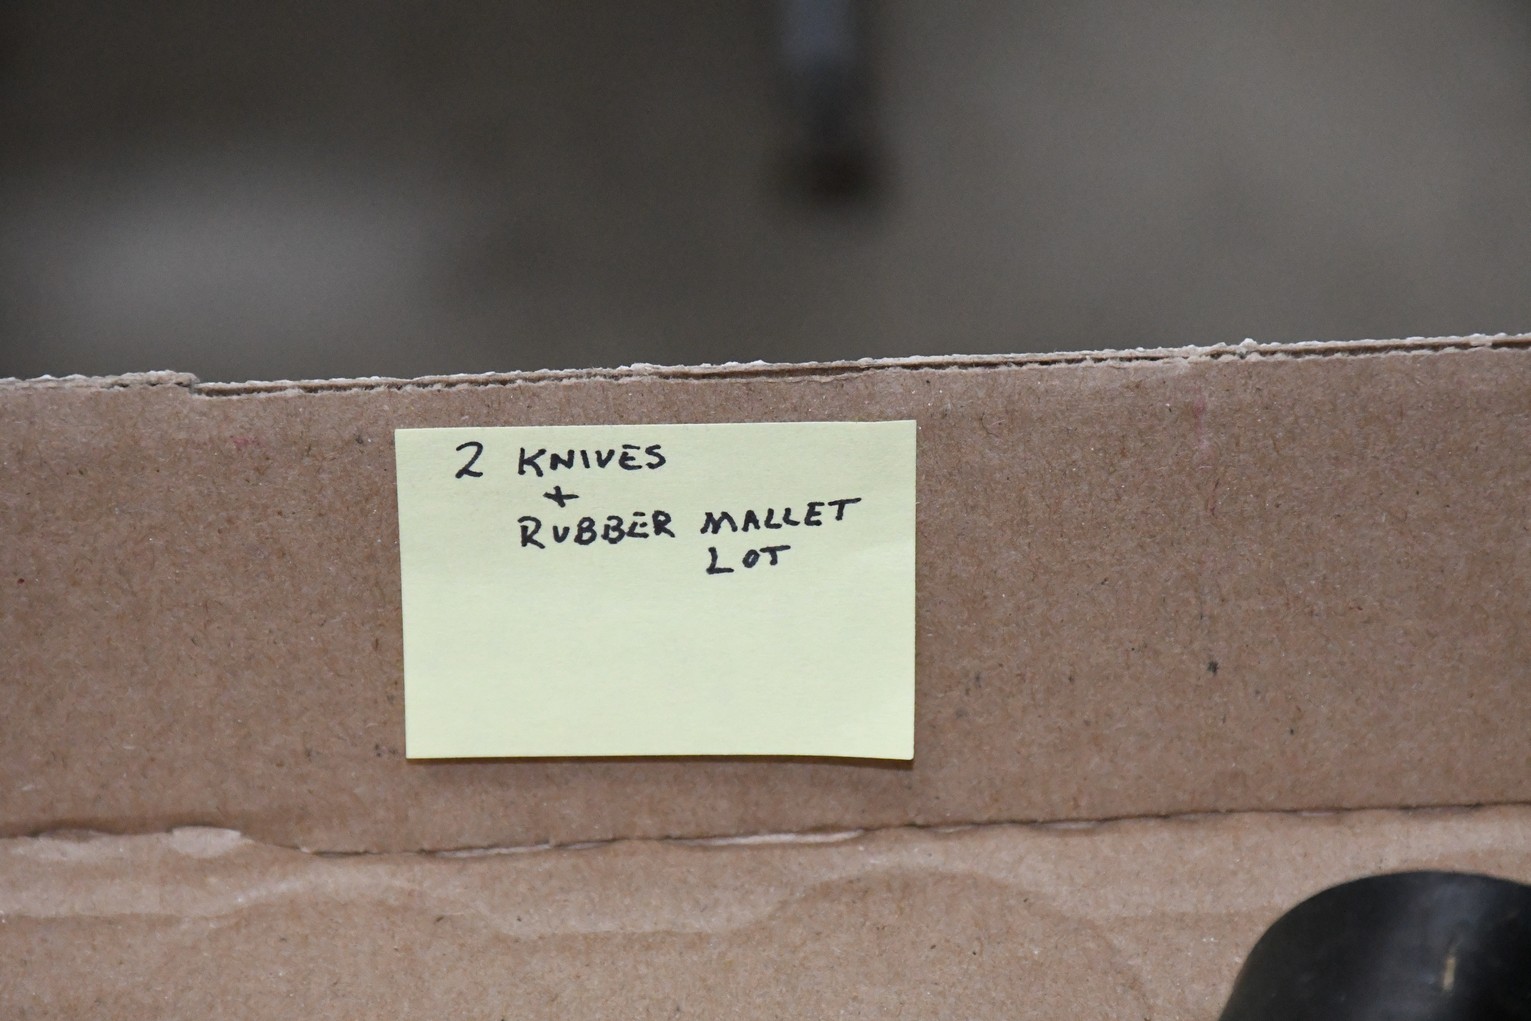 2 KNIVES
+
RUBBER MALLET
LOT